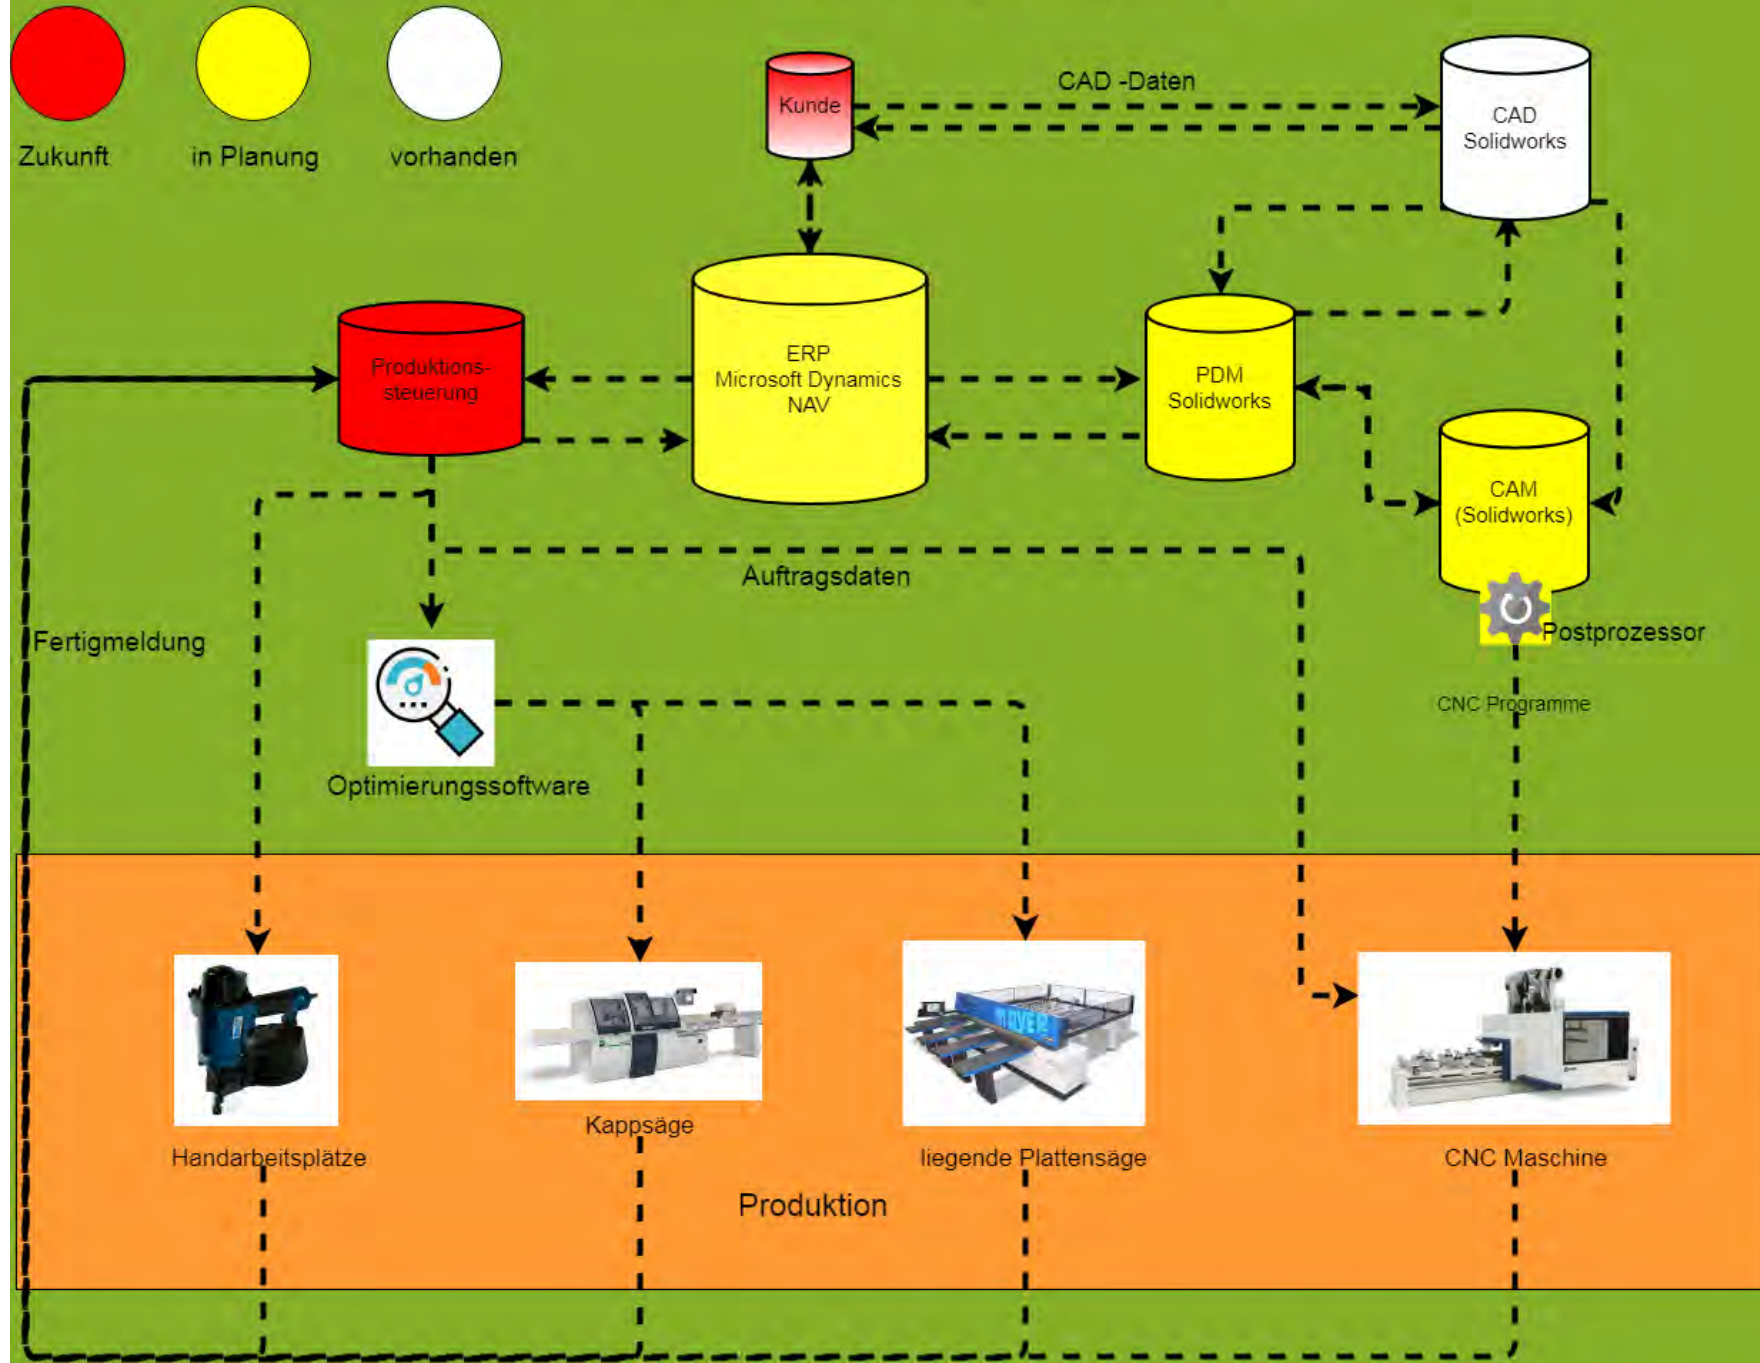 Zukunft
in Planung
vorhanden
Kunde
CAD -Daten
CAD
Solidworks
Produktions-
steuerung
ERP
Microsoft Dynamics
NAV
PDM
Solidworks
CAM
(Solidworks)
Auftragsdaten
Fertigmeldung
Postprozessor
CNC Programme
Optimierungssoftware
Kappsäge
Handarbeitsplätze
liegende Plattensäge
CNC Maschine
Produktion